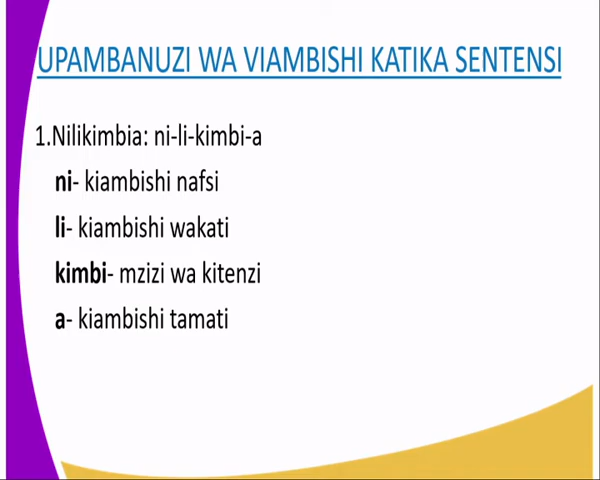 UPAMBANUZI WA VIAMBISHI KATIKA SENTENSI
1.Nilikimbia: ni-li-kimbi-a
ni- kiambishi nafsi
li- kiambishi wakati
kimbi- mzizi wa kitenzi
a- kiambishi tamati